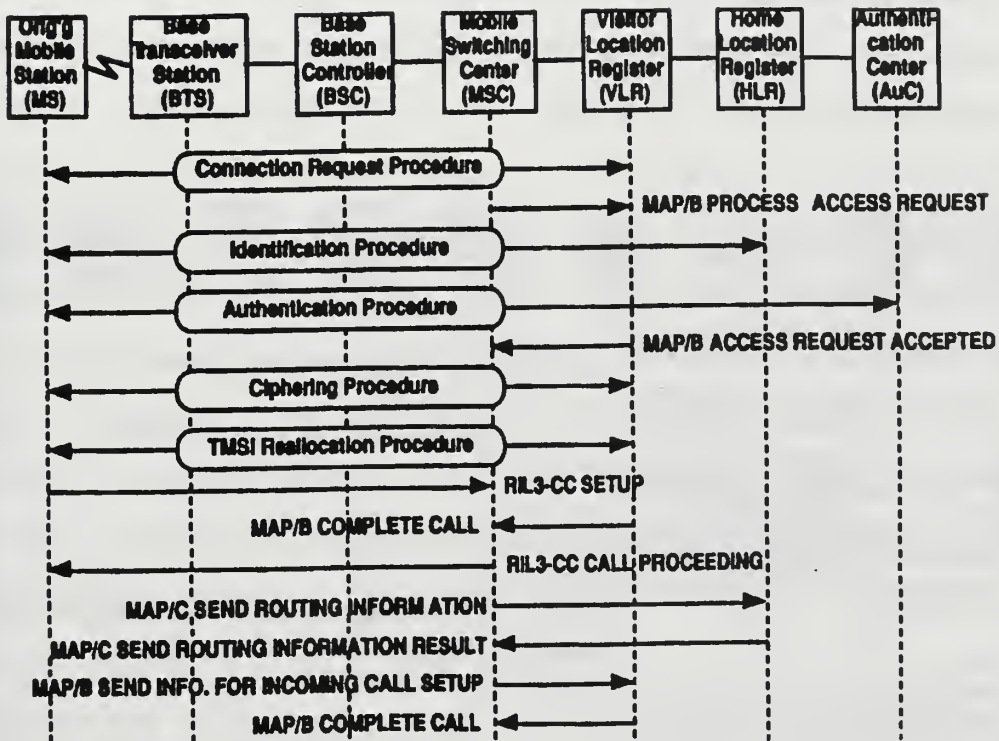 Orig'g
Mobile
Station
(MS)
Base
Transceiver
Station
(BTS)
Base
Station
Controller
(BSC)
Mobile
Switching
Center
(MSC)
Visitor
Location
Register
(VLR)
Home
Location
Register
(HLR)
Authenti-
cation
Center
(AuC)
Connection Request Procedure
MAP/B PROCESS ACCESS REQUEST
Identification Procedure
Authentication Procedure
MAP/B ACCESS REQUEST ACCEPTED
Ciphering Procedure
TMSI Reallocation Procedure
RIL3-CC SETUP
MAP/B COMPLETE CALL
RIL3-CC CALL PROCEEDING
MAP/C SEND ROUTING INFORMATION
MAP/C SEND ROUTING INFORMATION RESULT
MAP/B SEND INFO. FOR INCOMING CALL SETUP
MAP/B COMPLETE CALL